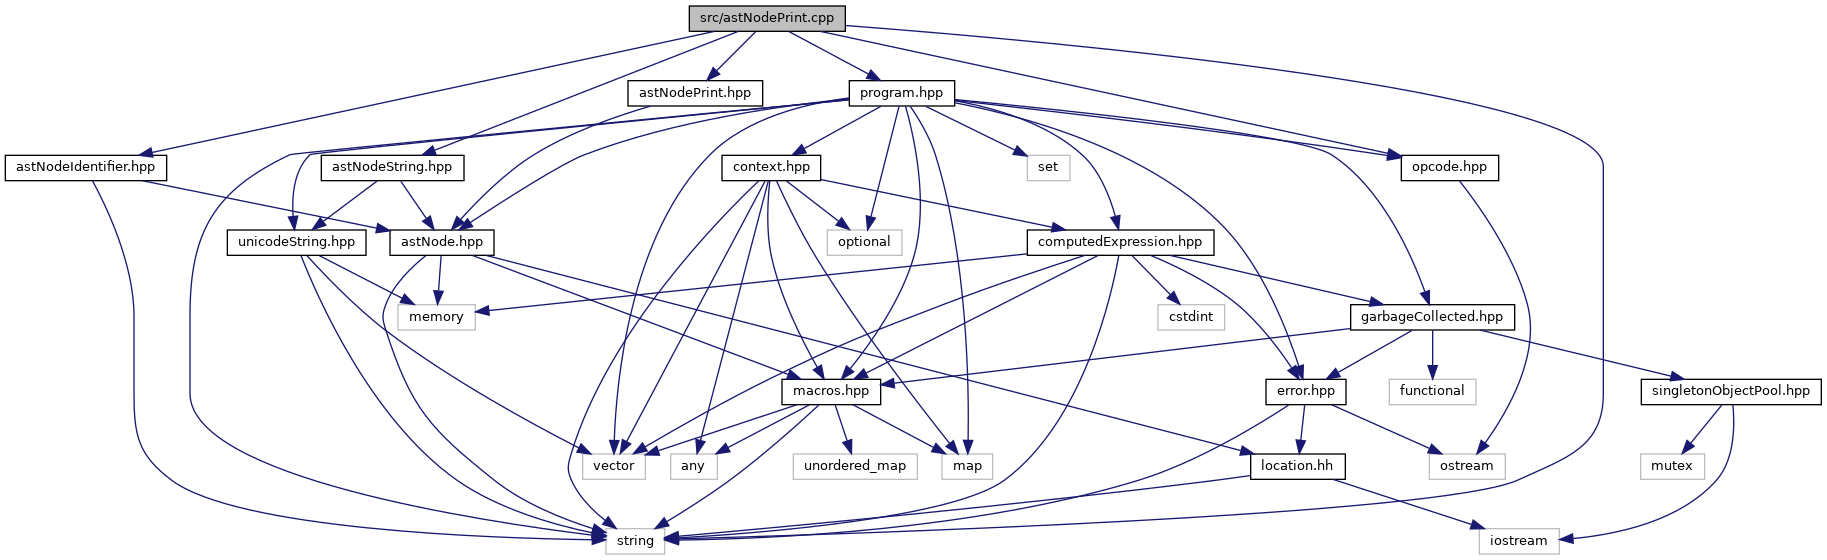 src/astNodePrint.cpp
astNodePrint.hpp
program.hpp
astNodeIdentifier.hpp
astNodeString.hpp
context.hpp
set
opcode.hpp
unicodeString.hpp
astNode.hpp
optional
computedExpression.hpp
memory
cstdint
garbageCollected.hpp
macros.hpp
error.hpp
functional
singletonObjectPool.hpp
vector
any
unordered_map
map
location.hh
ostream
mutex
string
iostream